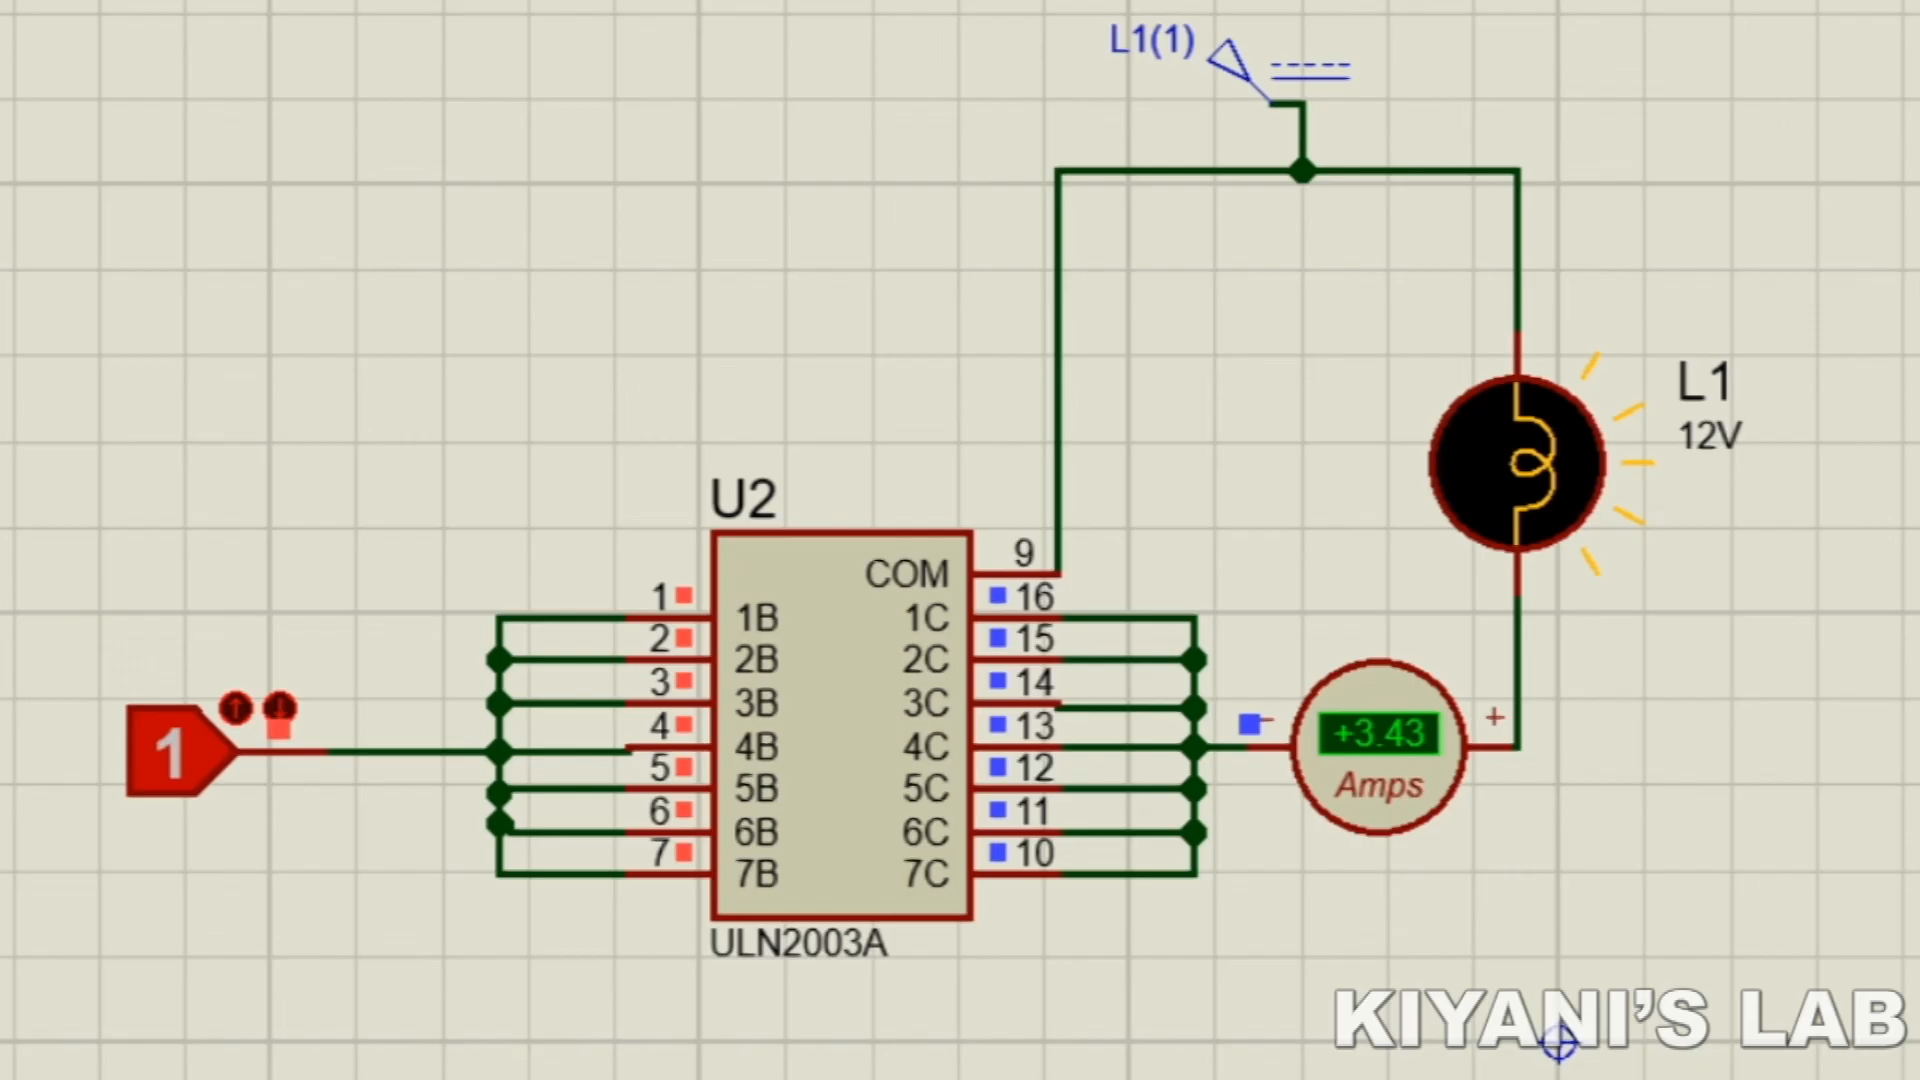 L1(1)
L1
12V
U2
COM
9
1
1B
1C
16
2
2B
2C
15
3
3B
3C
14
4
4B
4C
13
5
5B
5C
12
6
6B
6C
11
7
7B
7C
10
ULN2003A
1
- +
+3.43
Amps
KIYANI'S LAB